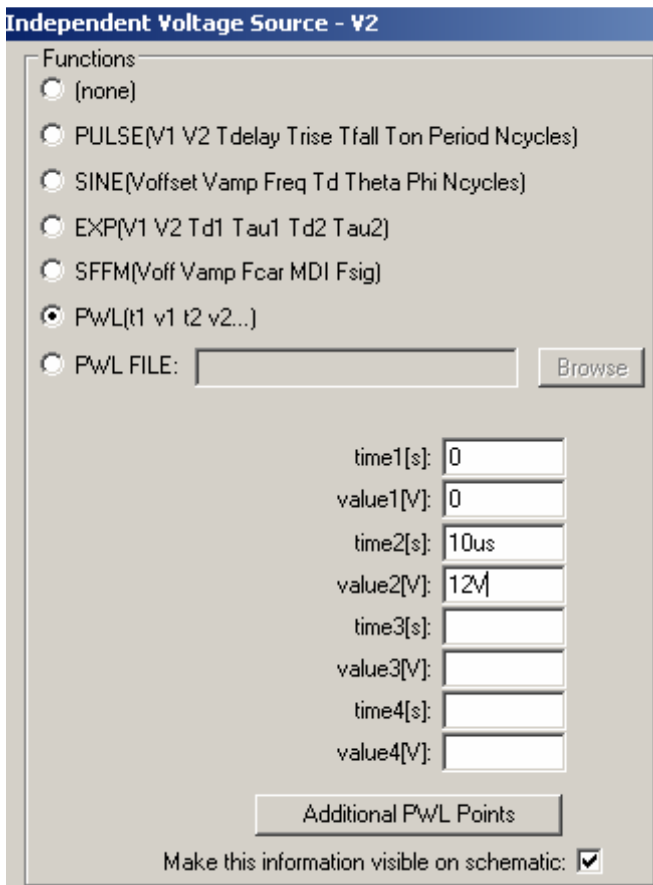 Independent Voltage Source - V2
Functions
(none)
PULSE(V1 V2 Tdelay Trise Tfall Ton Period Ncycles)
SINE(Voffset Vamp Freq Td Theta Phi Ncycles)
EXP(V1 V2 Td1 Tau1 Td2 Tau2)
SFFM(Voff Vamp Fcar MDI Fsig)
PWL(t1 v1 t2 v2...)
PWL FILE: Browse
time1[s]: 0
value1[V]: 0
time2[s]: 10us
value2[V]: 12V
time3[s]:
value3[V]:
time4[s]:
value4[V]:
Additional PWL Points
Make this information visible on schematic: